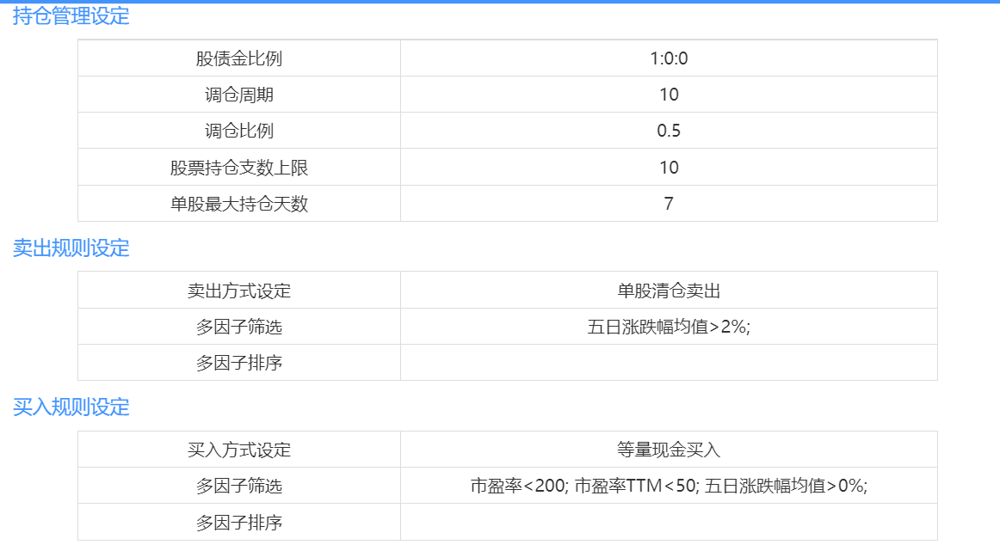 持仓管理设定
股债金比例 1:0:0
调仓周期 10
调仓比例 0.5
股票持仓支数上限 10
单股最大持仓天数 7
卖出规则设定
卖出方式设定 单股清仓卖出
多因子筛选 五日涨跌幅均值>2%;
多因子排序
买入规则设定
买入方式设定 等量现金买入
多因子筛选 市盈率<200; 市盈率TTM<50; 五日涨跌幅均值>0%;
多因子排序